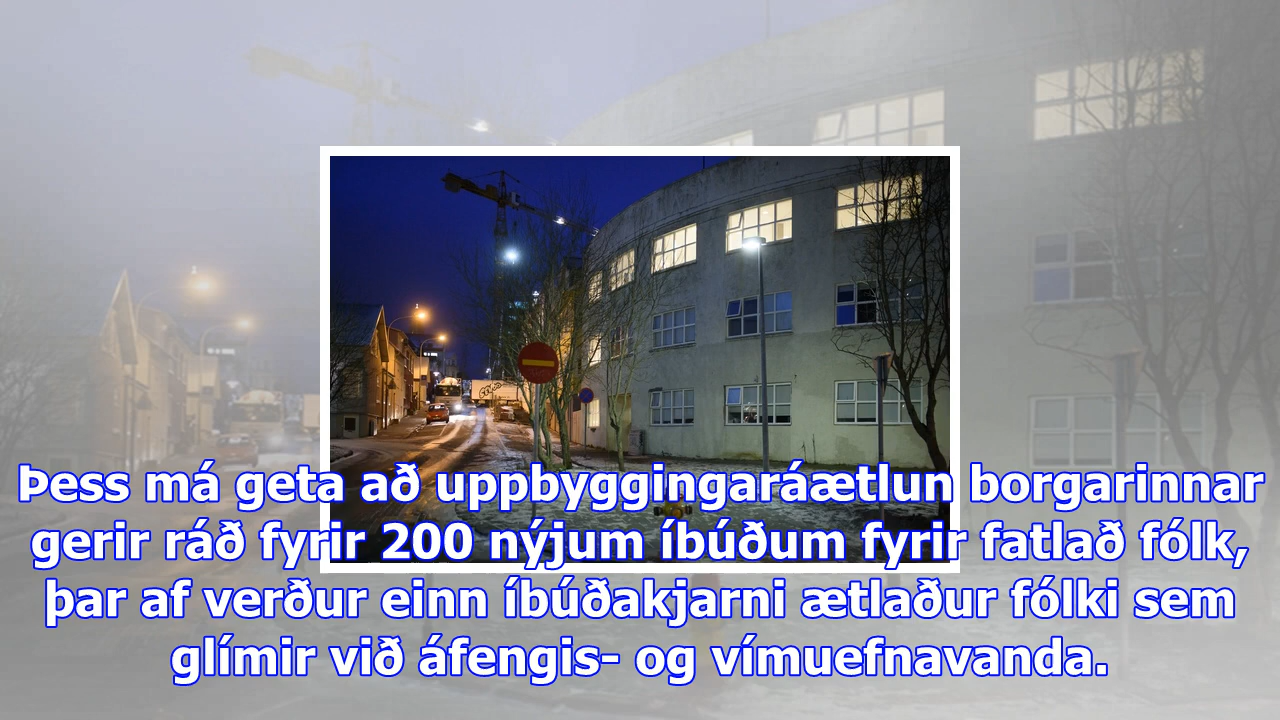 Þess má geta að uppbyggingaráætlun borgarinnar
gerir ráð fyrir 200 nýjum íbúðum fyrir fatlað fólk,
þar af verður einn íbúðakjarni ætlaður fólki sem
glímir við áfengis- og vímuefnavanda.